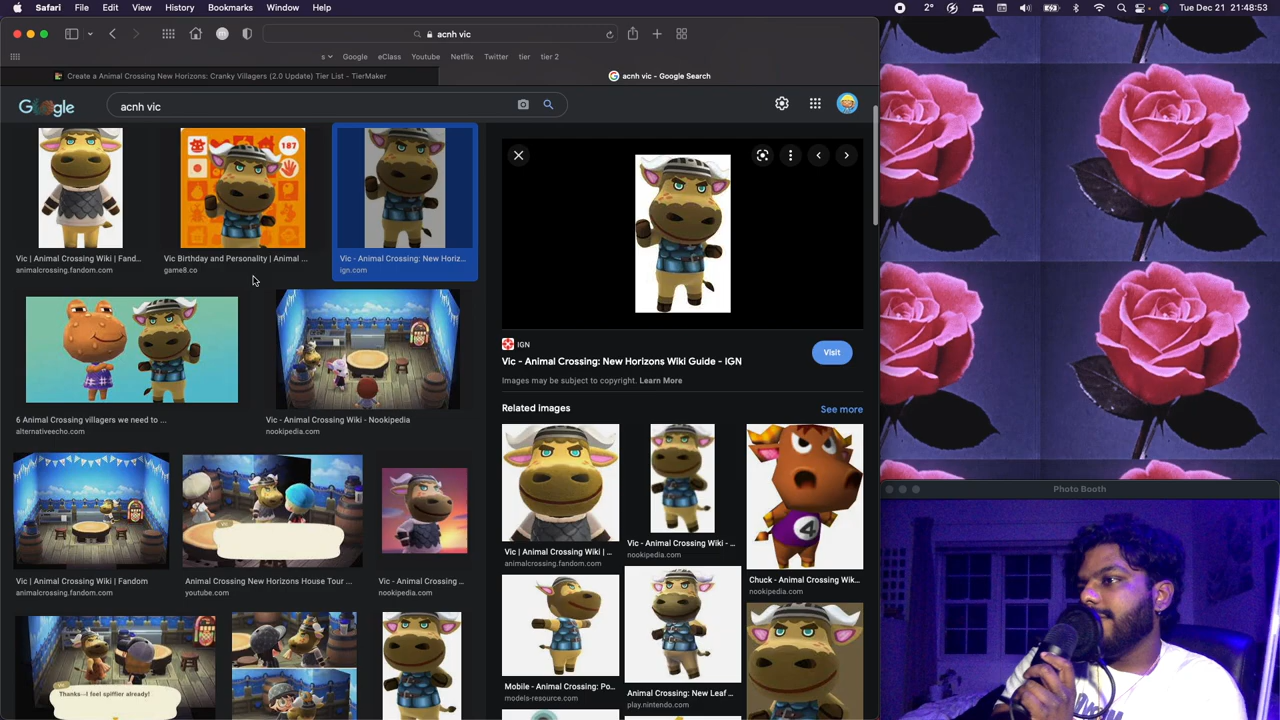 Safari File Edit View History Bookmarks Window Help
2° Tue Dec 21 21:48:53
acnh vic
s Google eClass Youtube Netflix Twitter tier tier 2
Create a Animal Crossing New Horizons: Cranky Villagers (2.0 Update) Tier List - TierMaker
acnh vic - Google Search
Google
acnh vic
187
Vic | Animal Crossing Wiki | Fand...
animalcrossing.fandom.com
Vic Birthday and Personality | Animal ...
game8.co
Vic - Animal Crossing: New Horiz...
ign.com
6 Animal Crossing villagers we need to ...
alternativeecho.com
Vic - Animal Crossing Wiki - Nookipedia
nookipedia.com
Vic | Animal Crossing Wiki | Fandom
animalcrossing.fandom.com
Animal Crossing New Horizons House Tour ...
youtube.com
Vic - Animal Crossing ...
nookipedia.com
Thanks—I feel spiffier already!
IGN
Vic - Animal Crossing: New Horizons Wiki Guide - IGN
Visit
Images may be subject to copyright. Learn More
Related images
See more
Vic | Animal Crossing Wiki | ...
animalcrossing.fandom.com
Vic - Animal Crossing Wiki - ...
nookipedia.com
4
Chuck - Animal Crossing Wik...
nookipedia.com
Mobile - Animal Crossing: Po...
models-resource.com
Animal Crossing: New Leaf ...
play.nintendo.com
Photo Booth